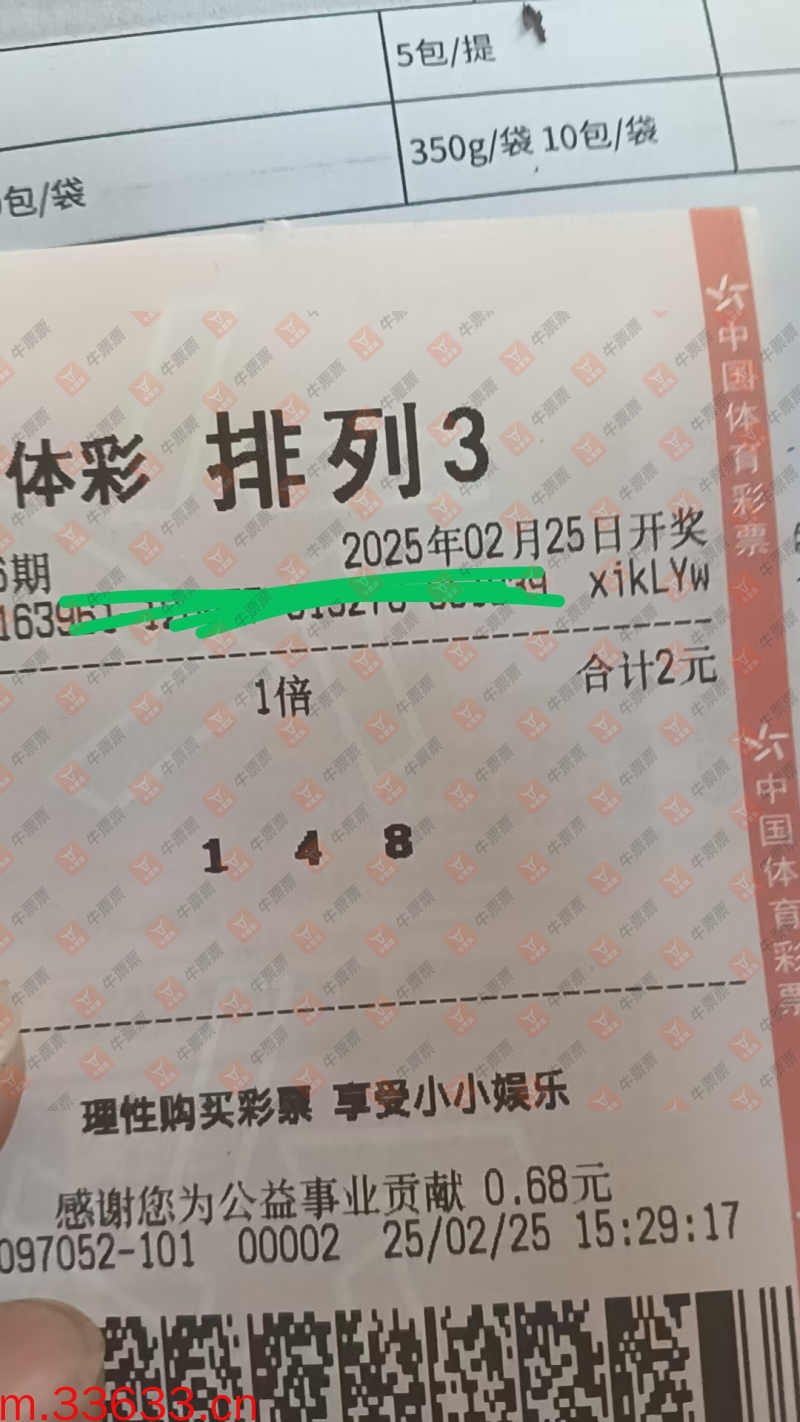 5包/提
350g/袋 10包/袋
包/袋
体彩 排列3
6期 2025年02月25日开奖
xikLYw
1倍 合计2元
1 4 8
理性购买彩票 享受小小娱乐
感谢您为公益事业贡献 0.68元
097052-101 00002 25/02/25 15:29:17
中国体育彩票
中国体育彩票
牛票票
m.33633.cn